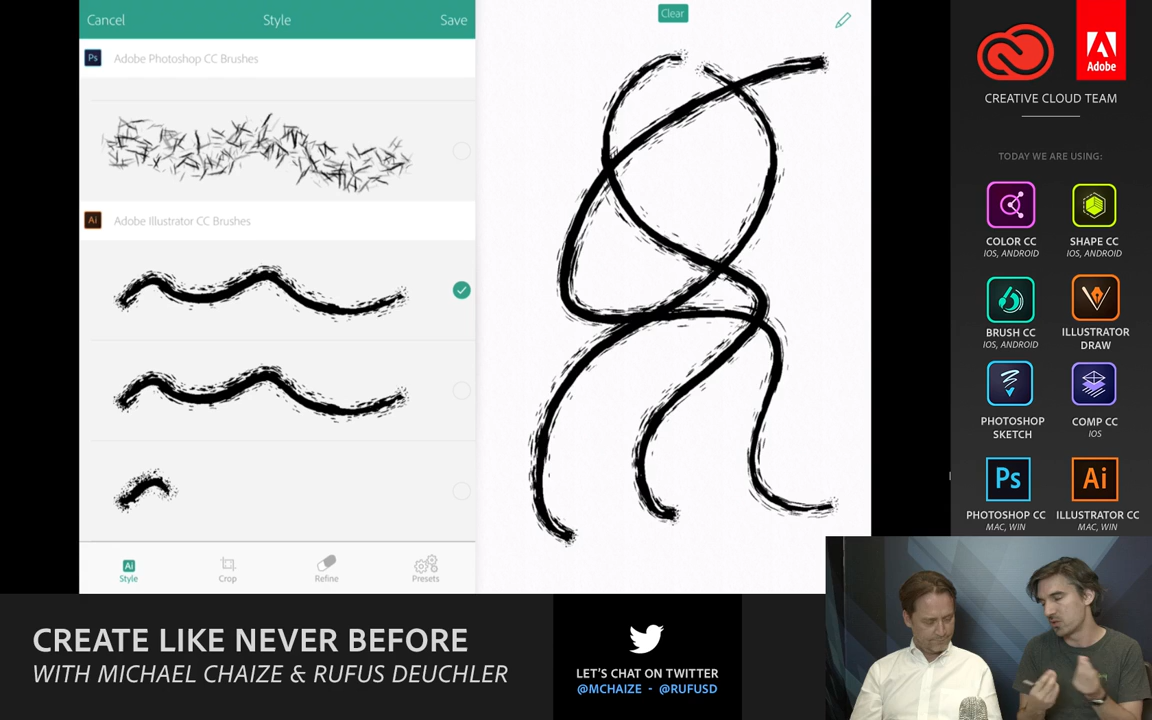 Cancel
Style
Save
Ps
Adobe Photoshop CC Brushes
Ai
Adobe Illustrator CC Brushes
Ai
Style
Crop
Refine
Presets
Clear
Adobe
CREATIVE CLOUD TEAM
TODAY WE ARE USING:
COLOR CC
IOS, ANDROID
SHAPE CC
IOS, ANDROID
BRUSH CC
IOS, ANDROID
ILLUSTRATOR
DRAW
PHOTOSHOP
SKETCH
COMP CC
IOS
Ps
PHOTOSHOP CC
MAC, WIN
Ai
ILLUSTRATOR CC
MAC, WIN
CREATE LIKE NEVER BEFORE
WITH MICHAEL CHAIZE & RUFUS DEUCHLER
LET'S CHAT ON TWITTER
@MCHAIZE - @RUFUSD